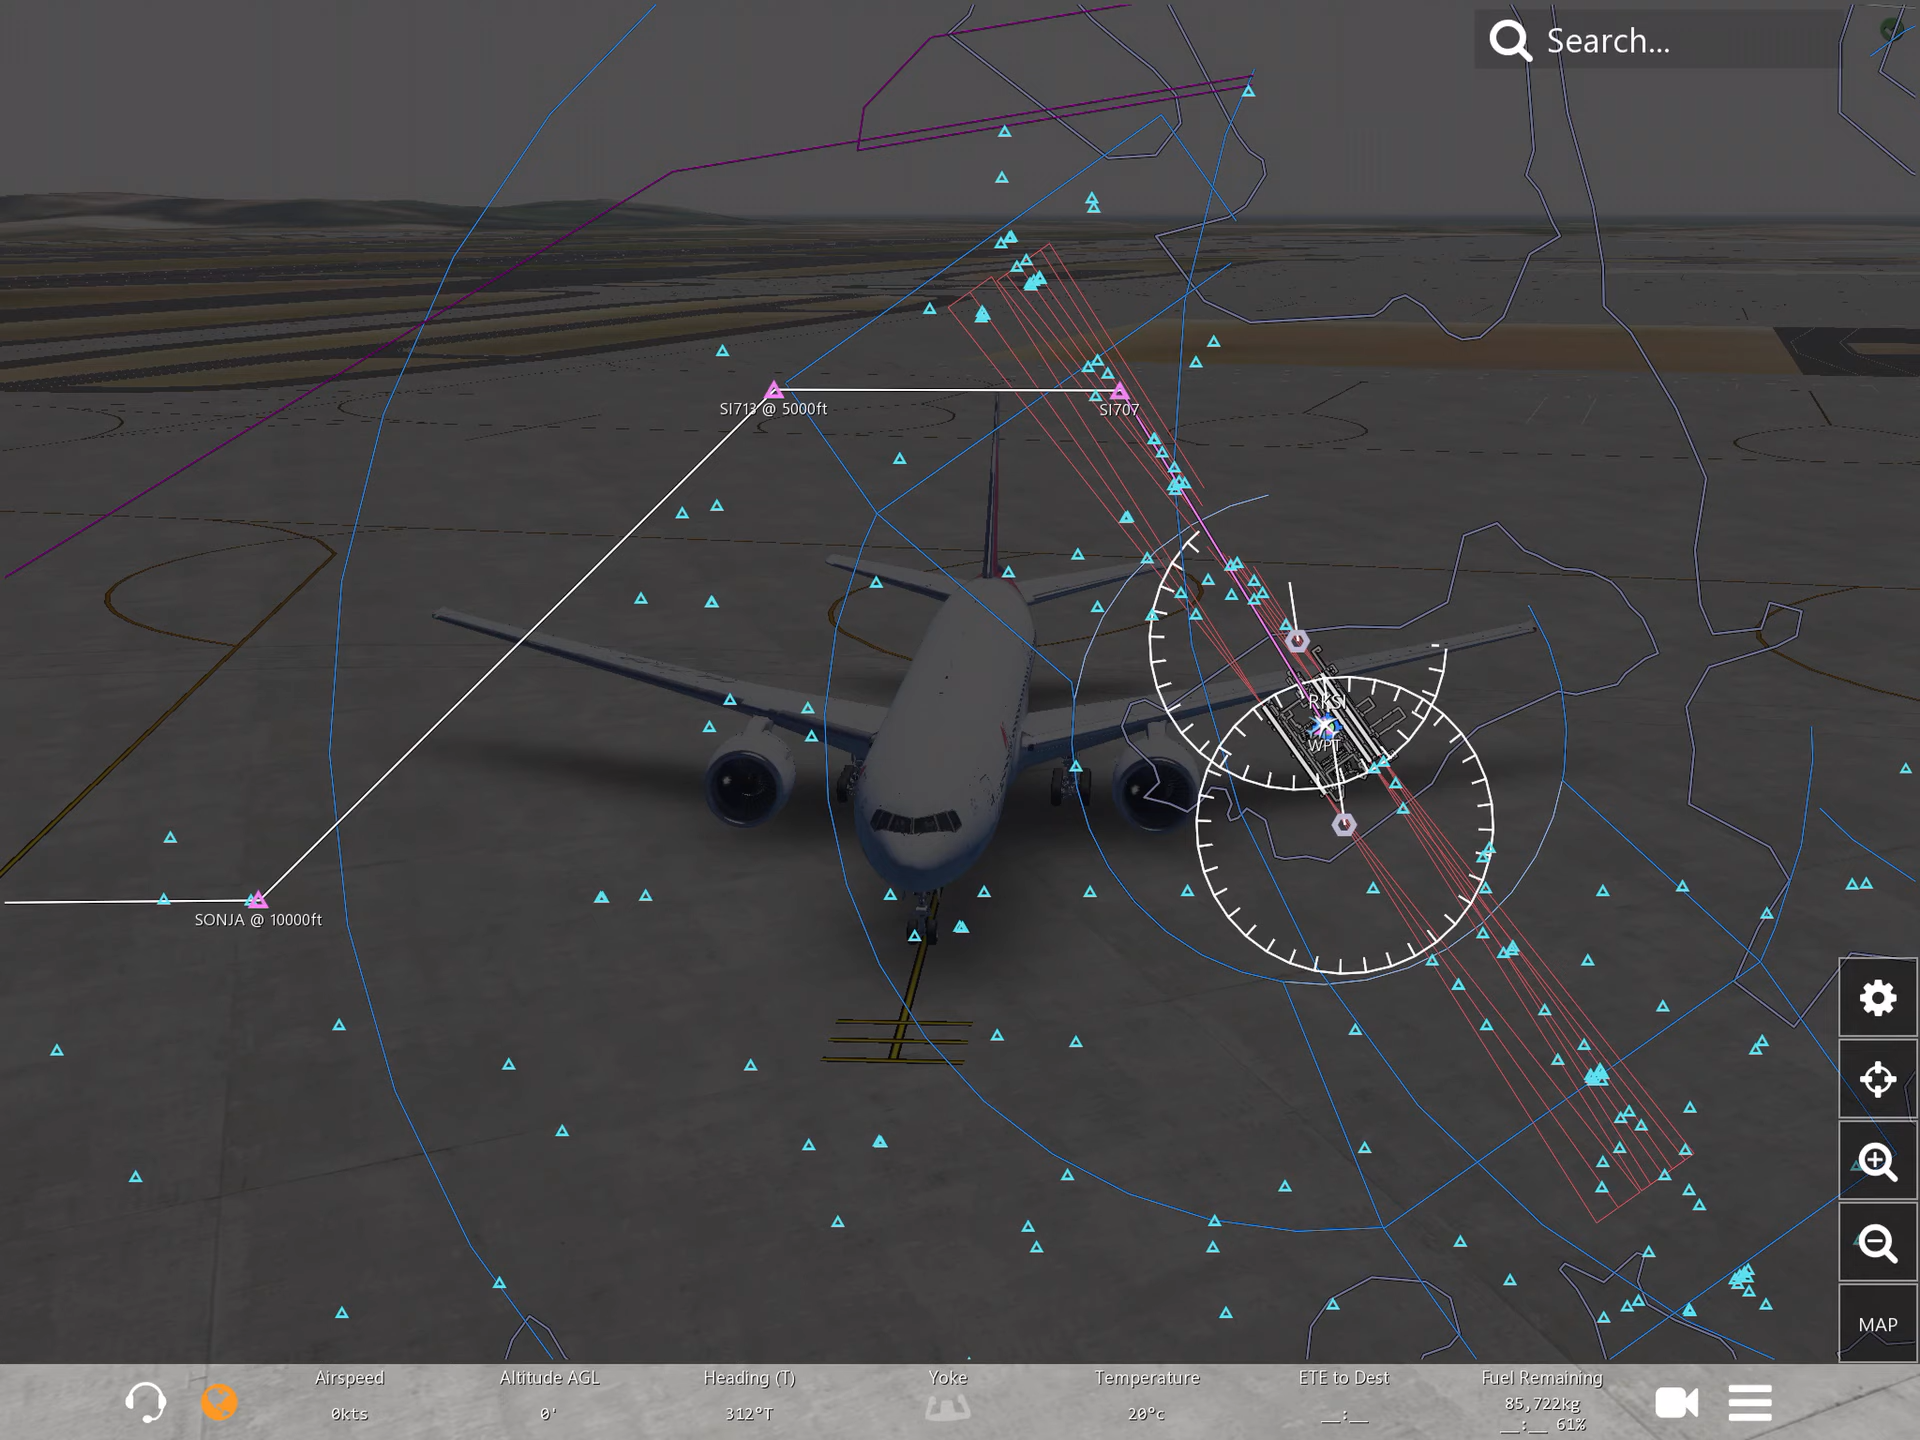 Search...
SI713 @ 5000ft
SI707
RKSI
WPT
SONJA @ 10000ft
MAP
Airspeed
0kts
Altitude AGL
0'
Heading (T)
312°T
Yoke
Temperature
20°c
ETE to Dest
__:__
Fuel Remaining
85,722kg
__:__ 61%